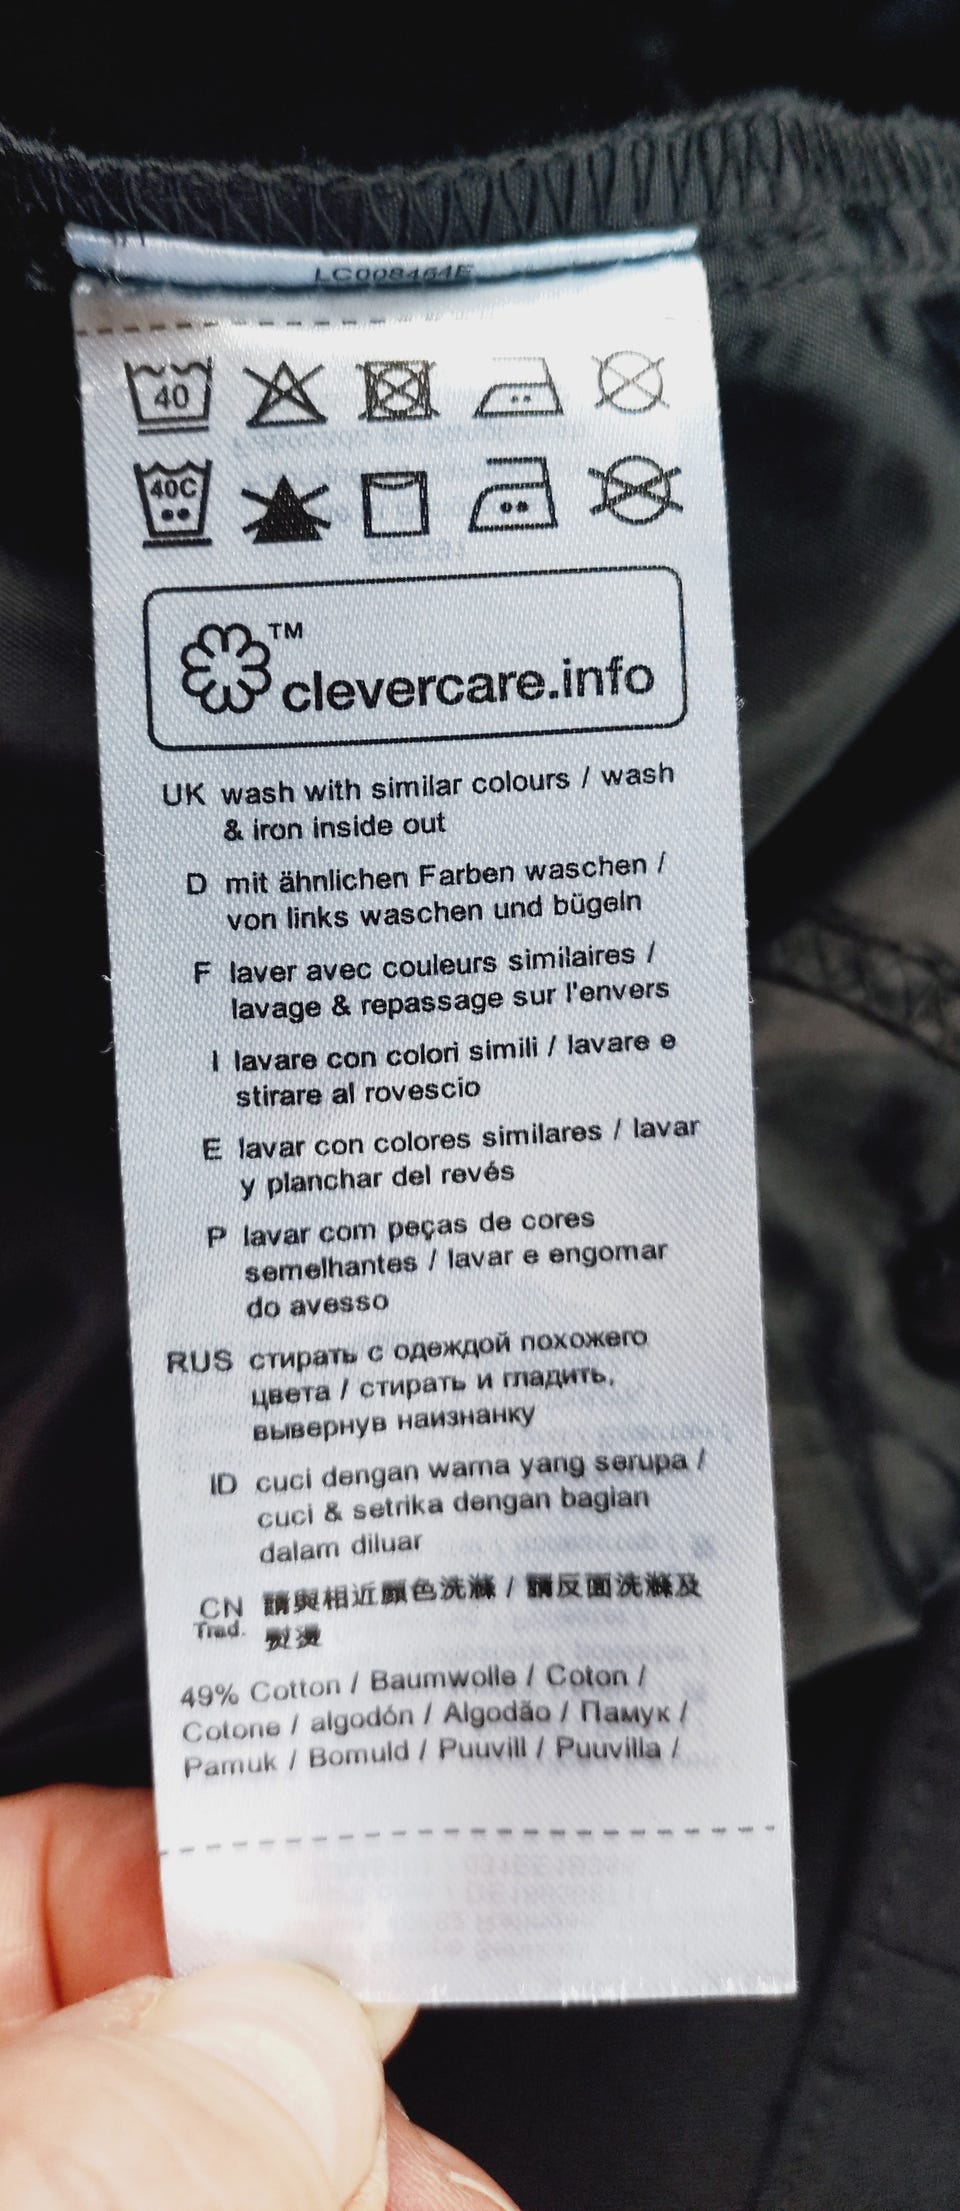 LC008464E
40
40C
TM
clevercare.info
UK wash with similar colours / wash
& iron inside out
D mit ähnlichen Farben waschen /
von links waschen und bügeln
F laver avec couleurs similaires /
lavage & repassage sur l'envers
I lavare con colori simili / lavare e
stirare al rovescio
E lavar con colores similares / lavar
y planchar del revés
P lavar com peças de cores
semelhantes / lavar e engomar
do avesso
RUS стирать с одеждой похожего
цвета / стирать и гладить,
вывернув наизнанку
ID cuci dengan warna yang serupa /
cuci & setrika dengan bagian
dalam diluar
CN 請與相近顏色洗滌 / 請反面洗滌及
Trad. 熨燙
49% Cotton / Baumwolle / Coton /
Cotone / algodón / Algodão / Памук /
Pamuk / Bomuld / Puuvill / Puuvilla /